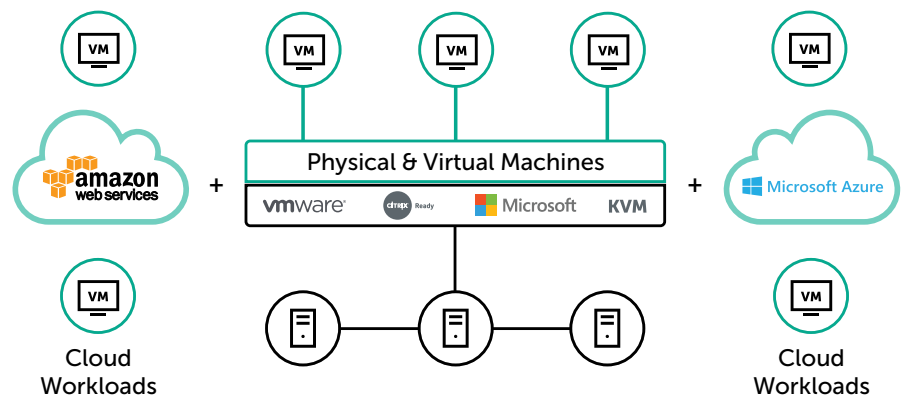 VM
VM
VM
VM
VM
amazon
web services
+
Physical & Virtual Machines
vmware
citrix Ready
Microsoft
KVM
+
Microsoft Azure
VM
VM
Cloud
Workloads
Cloud
Workloads